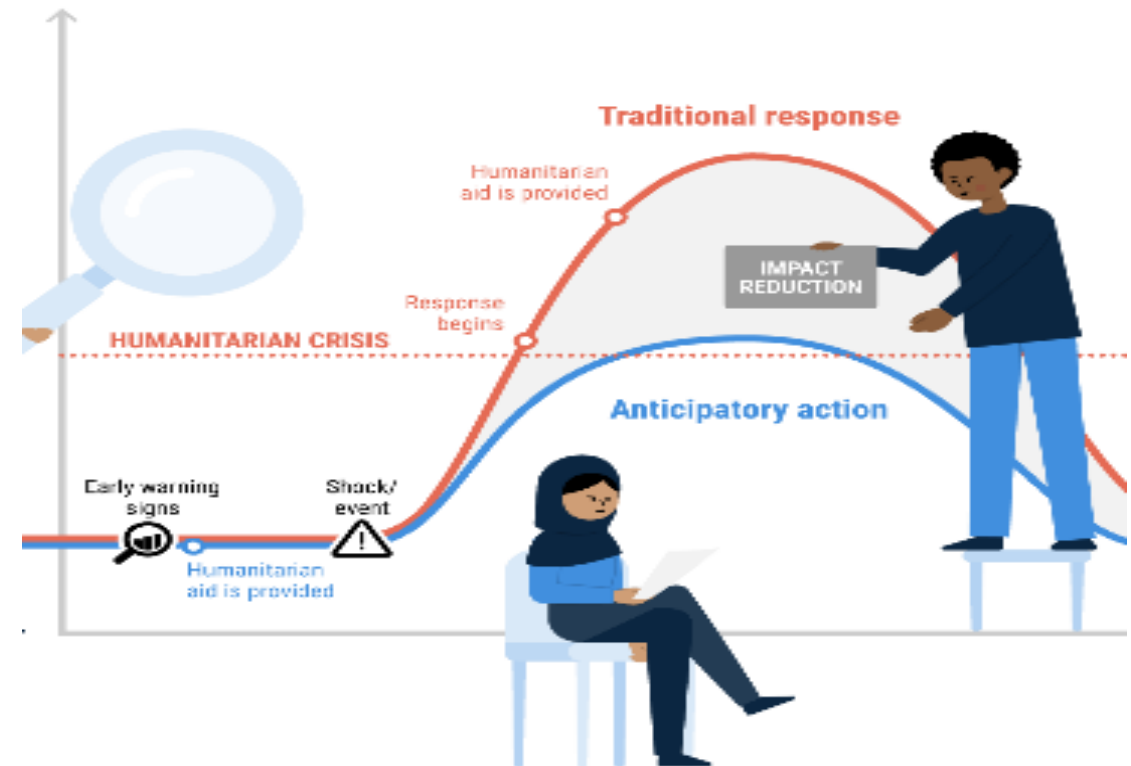 Traditional response
Humanitarian
aid is provided
IMPACT
REDUCTION
Response
begins
HUMANITARIAN CRISIS
Anticipatory action
Early warning
signs
Shock/
event
Humanitarian
aid is provided